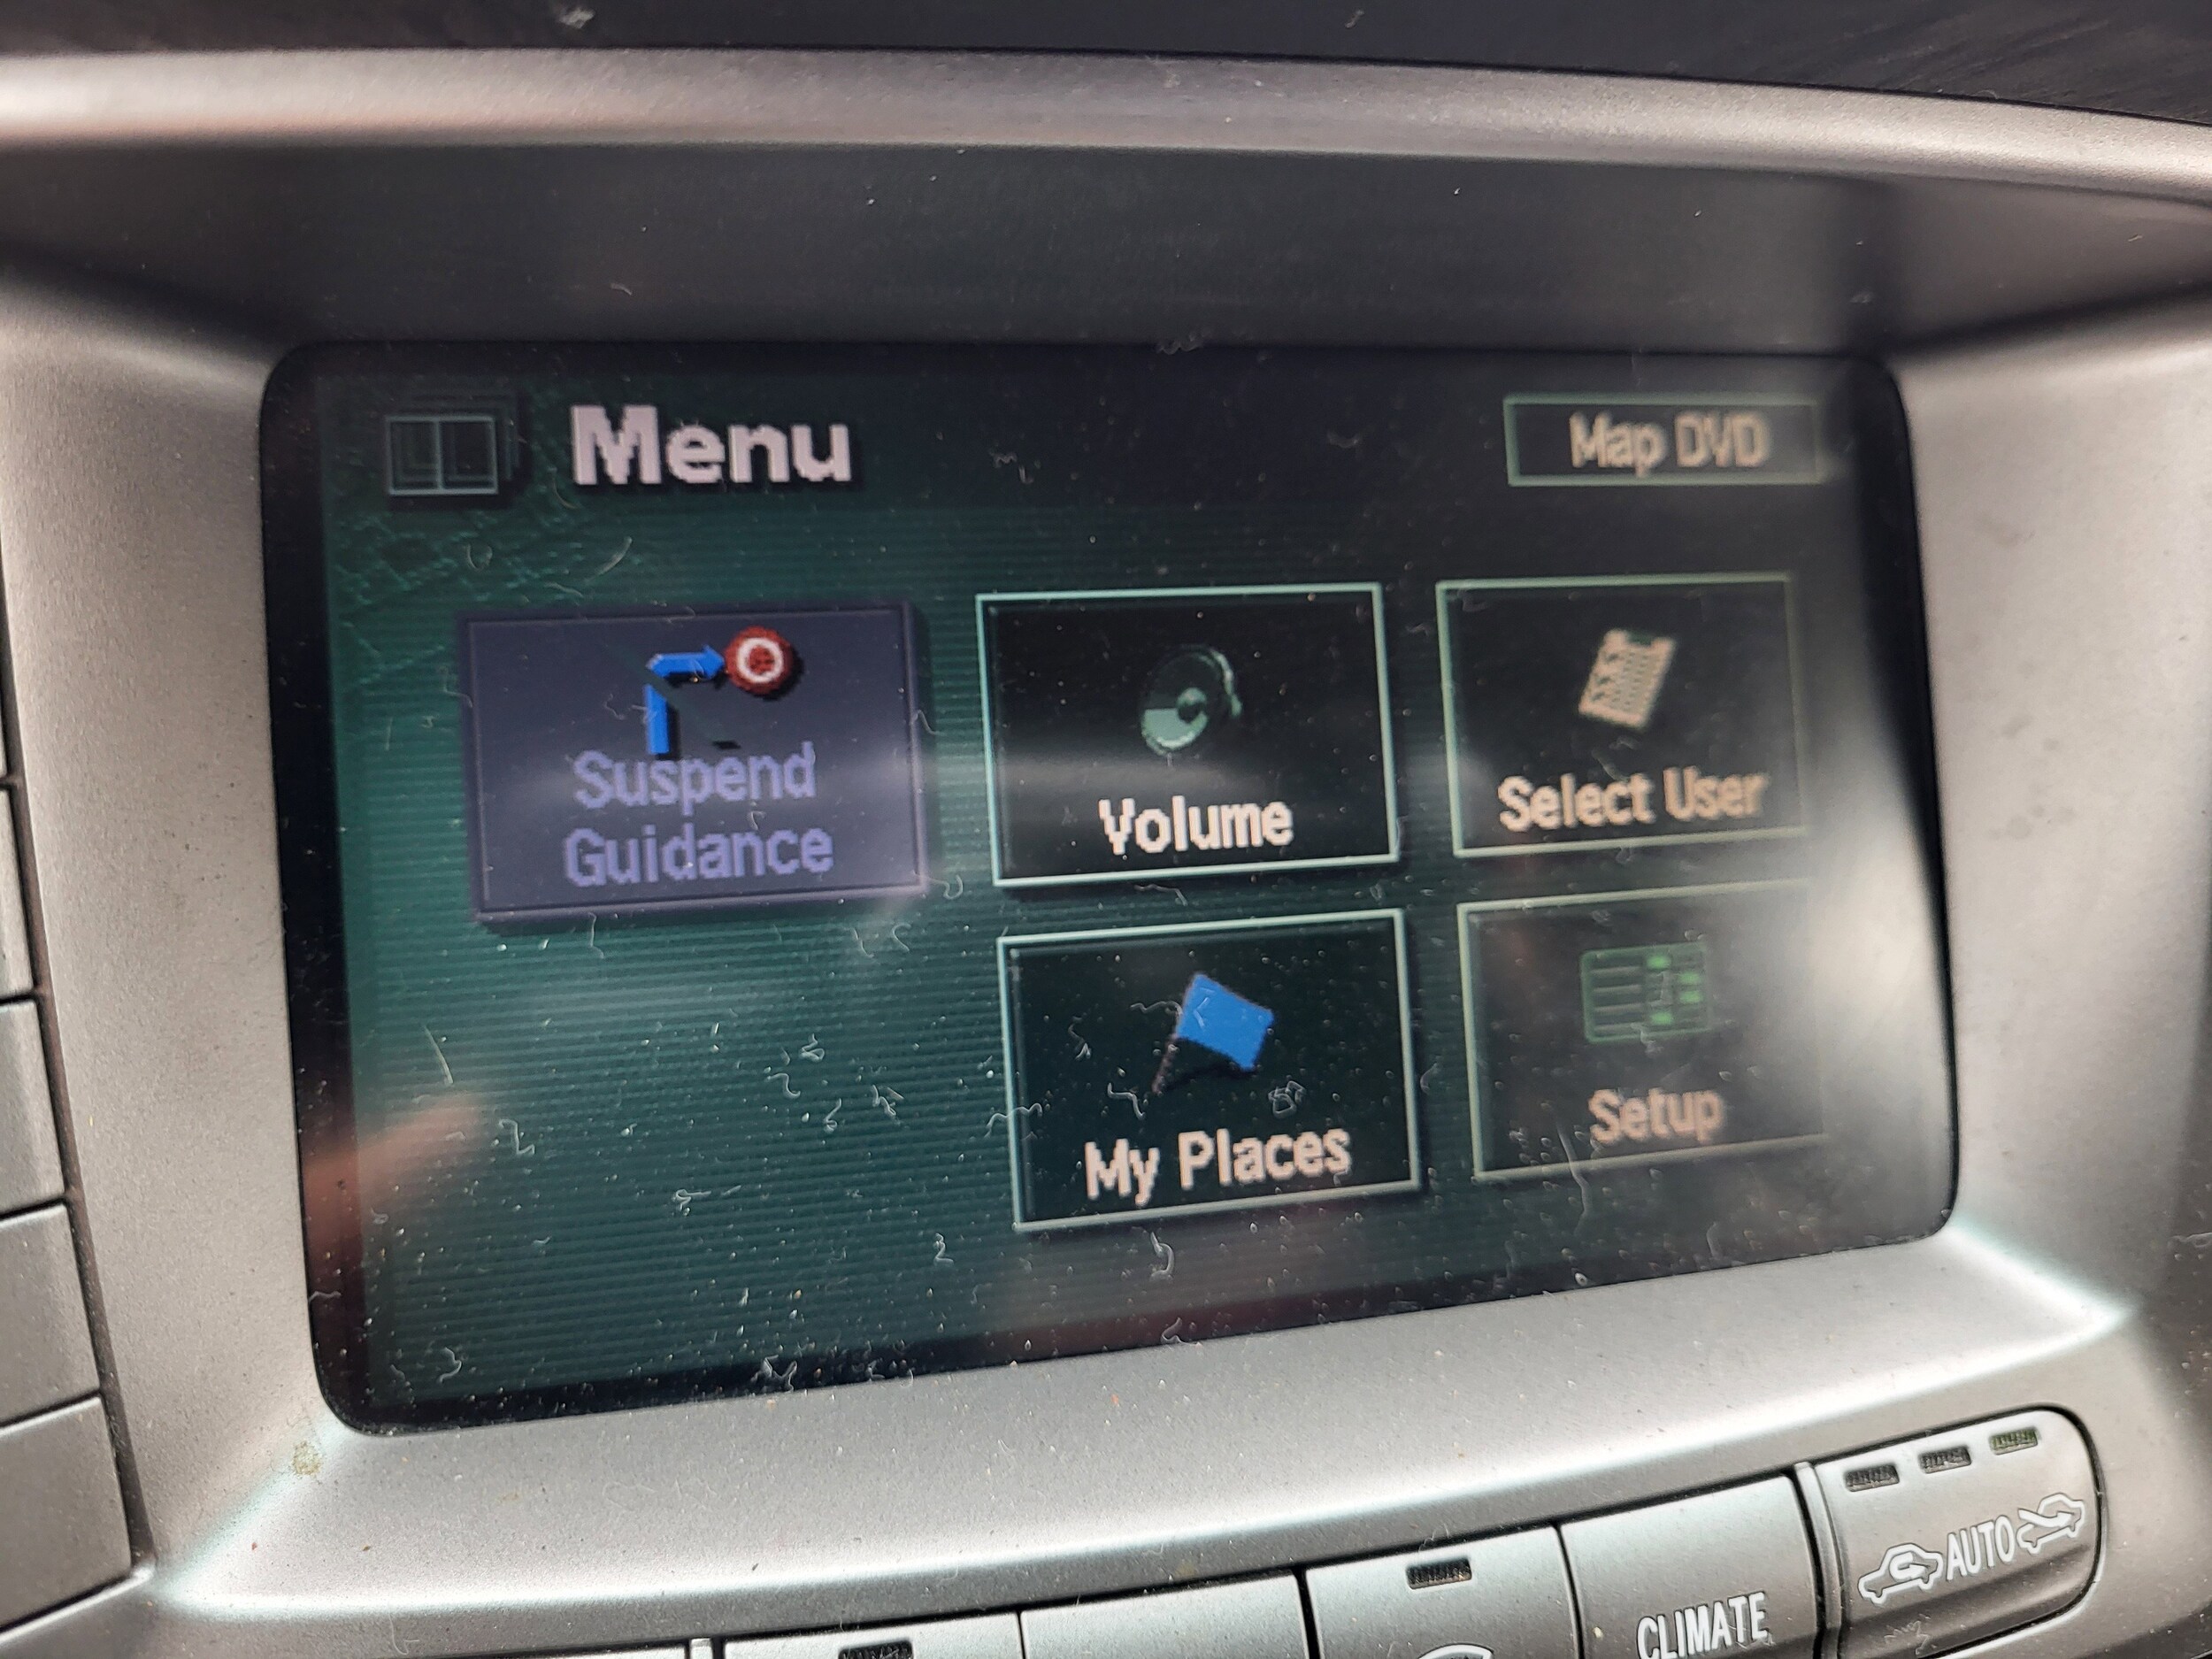 Menu
Map DVD
Suspend
Guidance
Volume
Select User
My Places
Setup
CLIMATE
AUTO